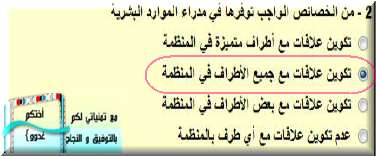 2 - من الخصائص الواجب توفرها في مدراء الموارد البشرية
تكوين علاقات مع أطراف متميزة في المنظمة
تكوين علاقات مع جميع الأطراف في المنظمة
تكوين علاقات مع بعض الأطراف في المنظمة
عدم تكوين علاقات مع أي طرف بالمنظمة
مع تمنياتي لكم
بالتوفيق و النجاح
أختكم
غدوو{